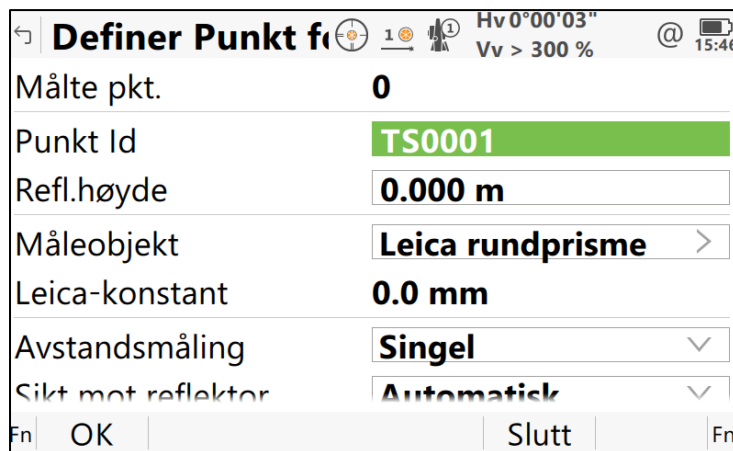 Definer Punkt fo
1
1
Hv 0°00'03"
Vv > 300 %
@
15:46
Målte pkt. 0
Punkt Id TS0001
Refl.høyde 0.000 m
Måleobjekt Leica rundprisme
Leica-konstant 0.0 mm
Avstandsmåling Singel
Sikt mot reflektor Automatisk
Fn OK Slutt Fn